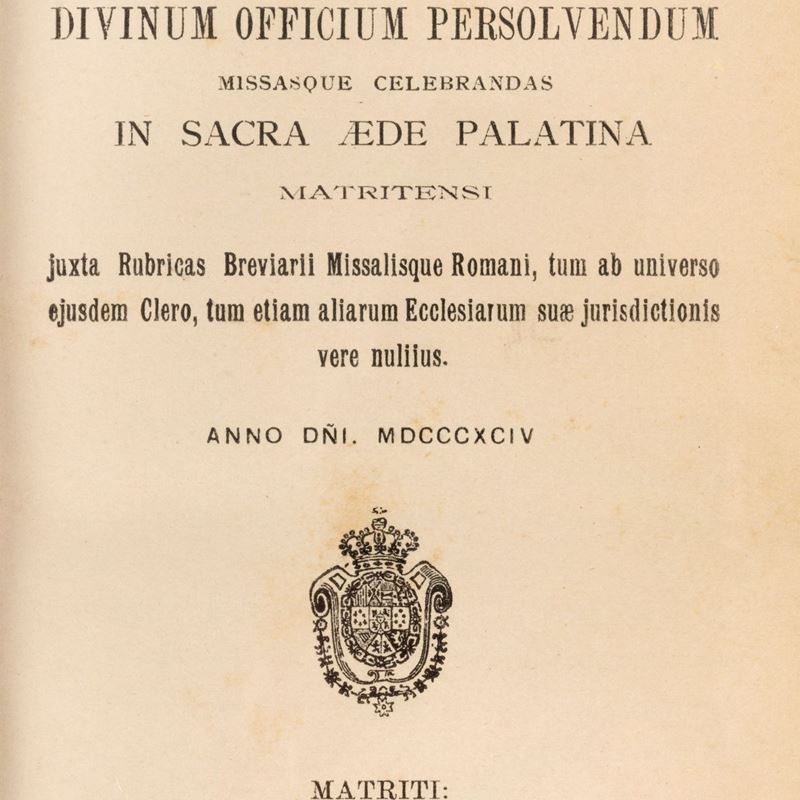 DIVINUM OFFICIUM PERSOLVENDUM
MISSASQUE CELEBRANDAS
IN SACRA ÆDE PALATINA
MATRITENSI
juxta Rubricas Breviarii Missalisque Romani, tum ab universo
ejusdem Clero, tum etiam aliarum Ecclesiarum suæ jurisdictionis
vere nuliius.
ANNO DÑI. MDCCCXCIV
MATRITI: